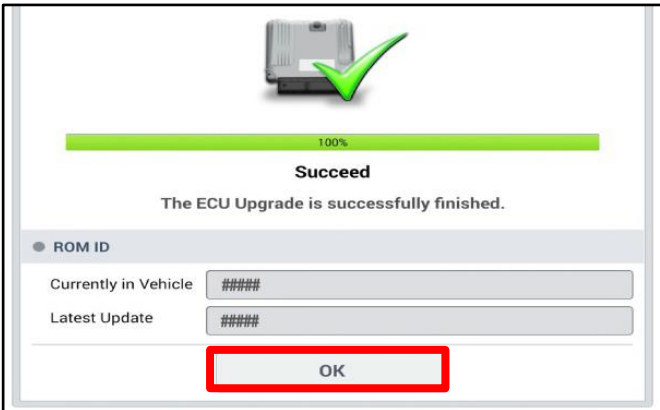 100%
Succeed
The ECU Upgrade is successfully finished.
ROM ID
Currently in Vehicle #####
Latest Update #####
OK